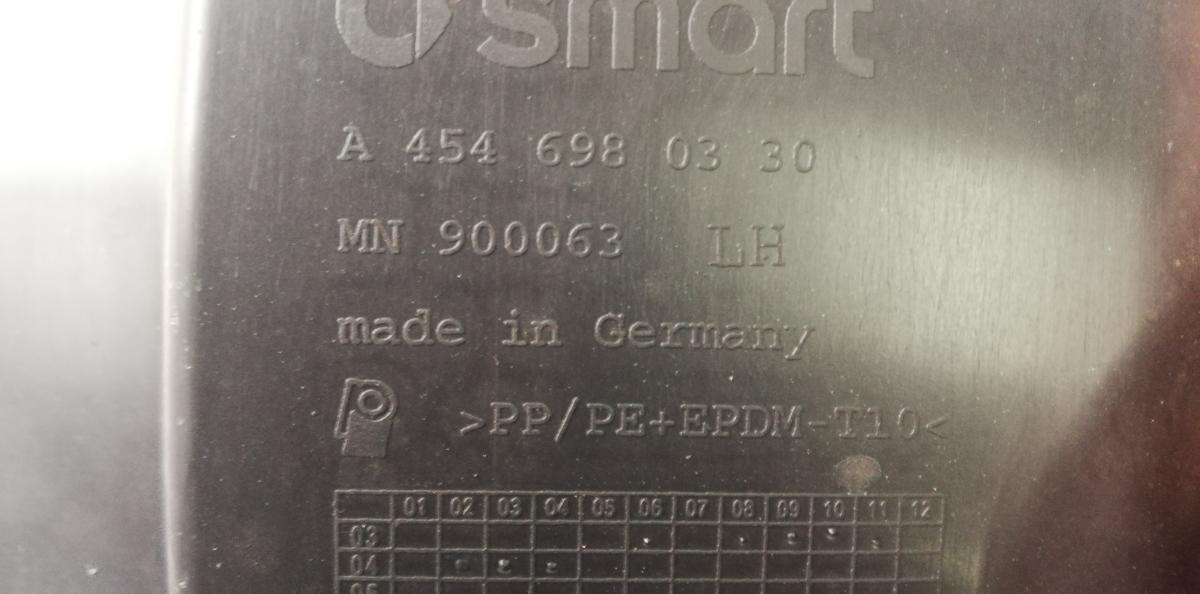 smart
A 454 698 03 30
MN 900063 LH
made in Germany
>PP/PE+EPDM-T10<
01 02 03 04 05 06 07 08 09 10 11 12
03
04
05